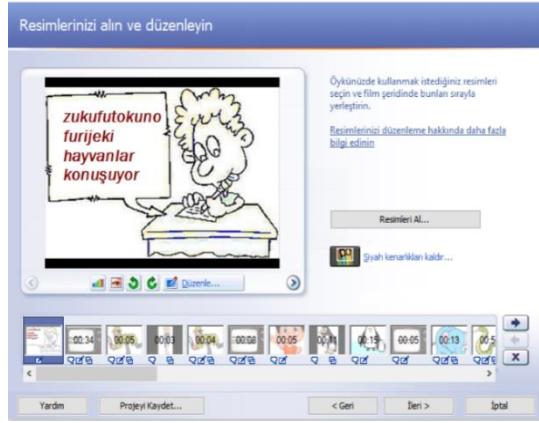 Resimlerinizi alın ve düzenleyin
zukufutokuno
furijeki
hayvanlar
konuşuyor
Düzenle...
Öykünüzde kullanmak istediğiniz resimleri
seçin ve film şeridinde bunları sırayla
yerleştirin.
Resimlerinizi düzenleme hakkında daha fazla
bilgi edinin
Resimleri Al...
Siyah kenarlıkları kaldır...
00:34 00:05 00:03 00:04 00:08 00:05 00:15 00:05 00:13
Yardım Projeyi Kaydet... < Geri İleri > İptal